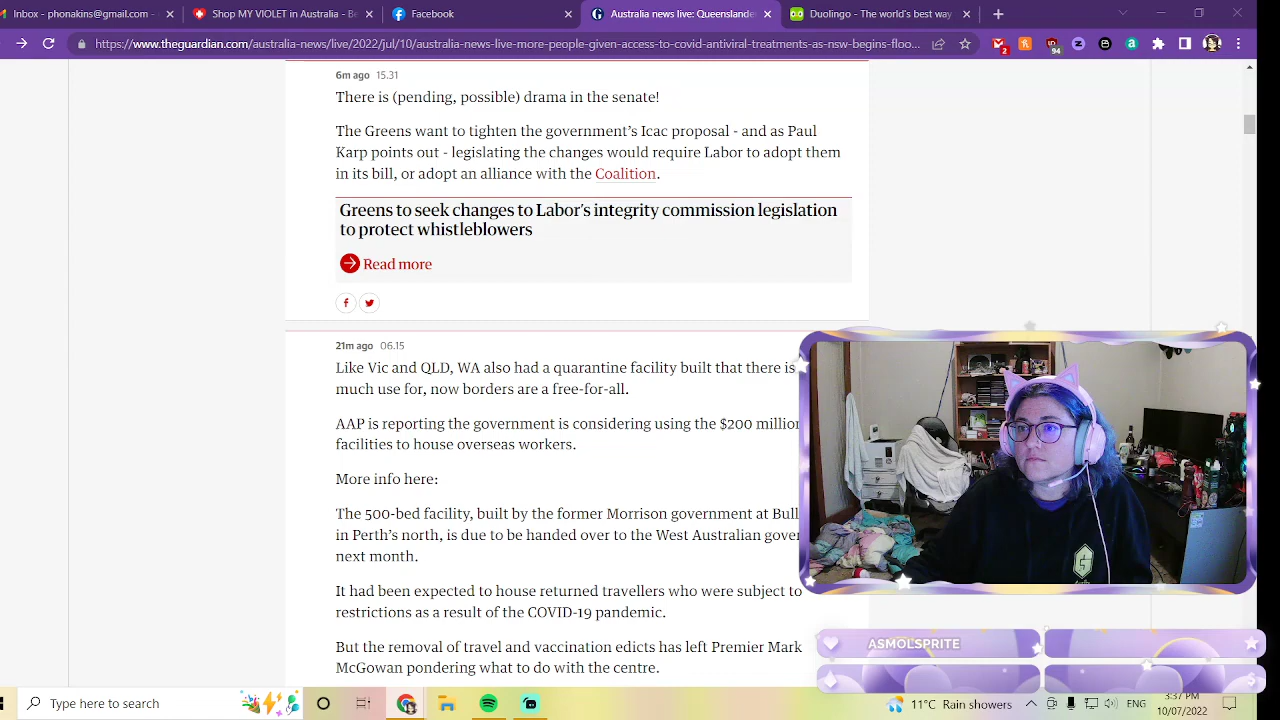 Inbox - phonakins@gmail.com
Shop MY VIOLET in Australia - Be
Facebook
Australia news live: Queenslande
Duolingo - The world's best way
https://www.theguardian.com/australia-news/live/2022/jul/10/australia-news-live-more-people-given-access-to-covid-antiviral-treatments-as-nsw-begins-floo...
2
94
6m ago 15.31
There is (pending, possible) drama in the senate!
The Greens want to tighten the government's Icac proposal - and as Paul
Karp points out - legislating the changes would require Labor to adopt them
in its bill, or adopt an alliance with the Coalition.
Greens to seek changes to Labor's integrity commission legislation
to protect whistleblowers
Read more
21m ago 06.15
Like Vic and QLD, WA also had a quarantine facility built that there is
much use for, now borders are a free-for-all.
AAP is reporting the government is considering using the $200 million
facilities to house overseas workers.
More info here:
The 500-bed facility, built by the former Morrison government at Bull
in Perth's north, is due to be handed over to the West Australian gover
next month.
It had been expected to house returned travellers who were subject to
restrictions as a result of the COVID-19 pandemic.
But the removal of travel and vaccination edicts has left Premier Mark
McGowan pondering what to do with the centre.
ASMOLSPRITE
Type here to search
11°C Rain showers
ENG
3:37 PM
10/07/2022